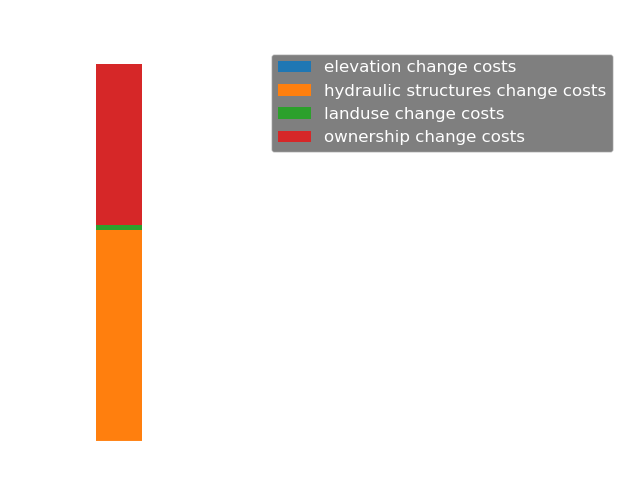 elevation change costs
hydraulic structures change costs
landuse change costs
ownership change costs